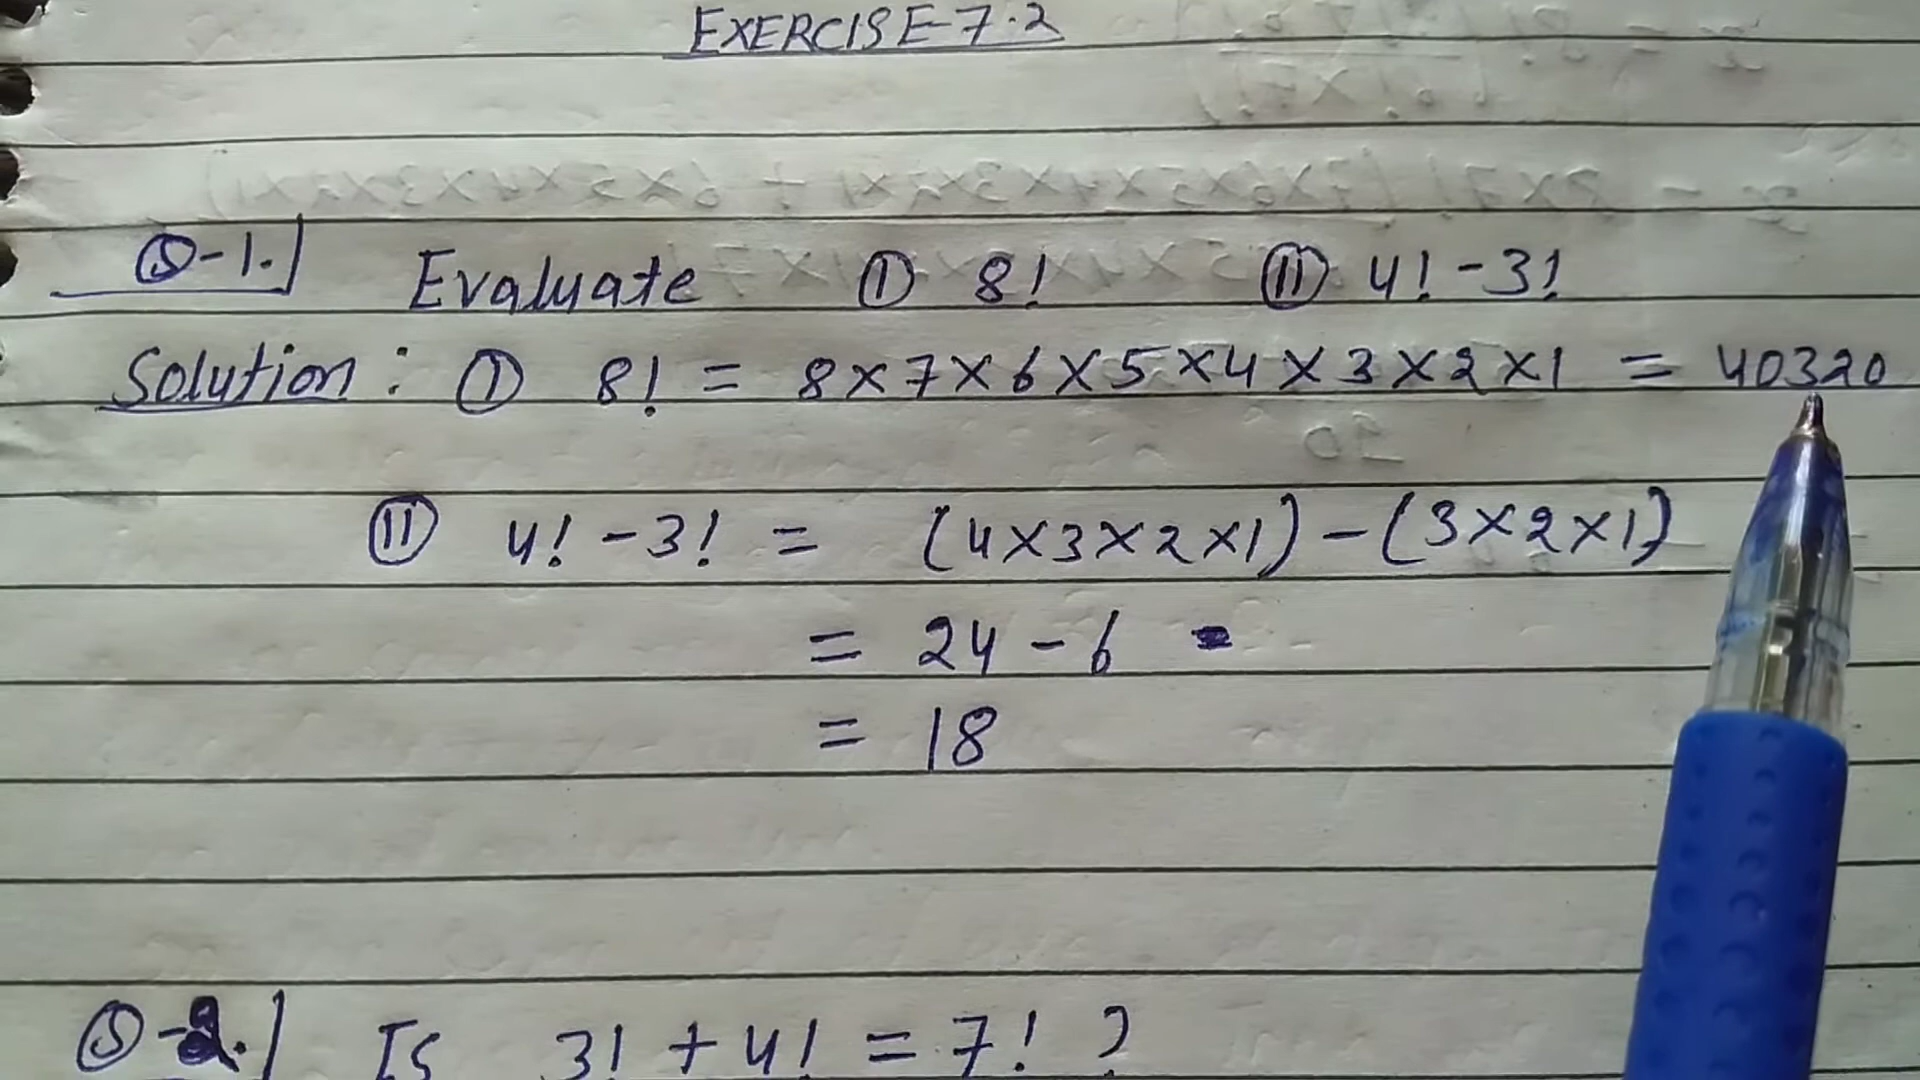 EXERCISE-7.2
Q-1. Evaluate (I) 8! (II) 4! - 3!
Solution: (I) 8! = 8×7×6×5×4×3×2×1 = 40320
(II) 4! - 3! = (4×3×2×1) - (3×2×1)
= 24 - 6
= 18
Q-2. Is 3! + 4! = 7! ?